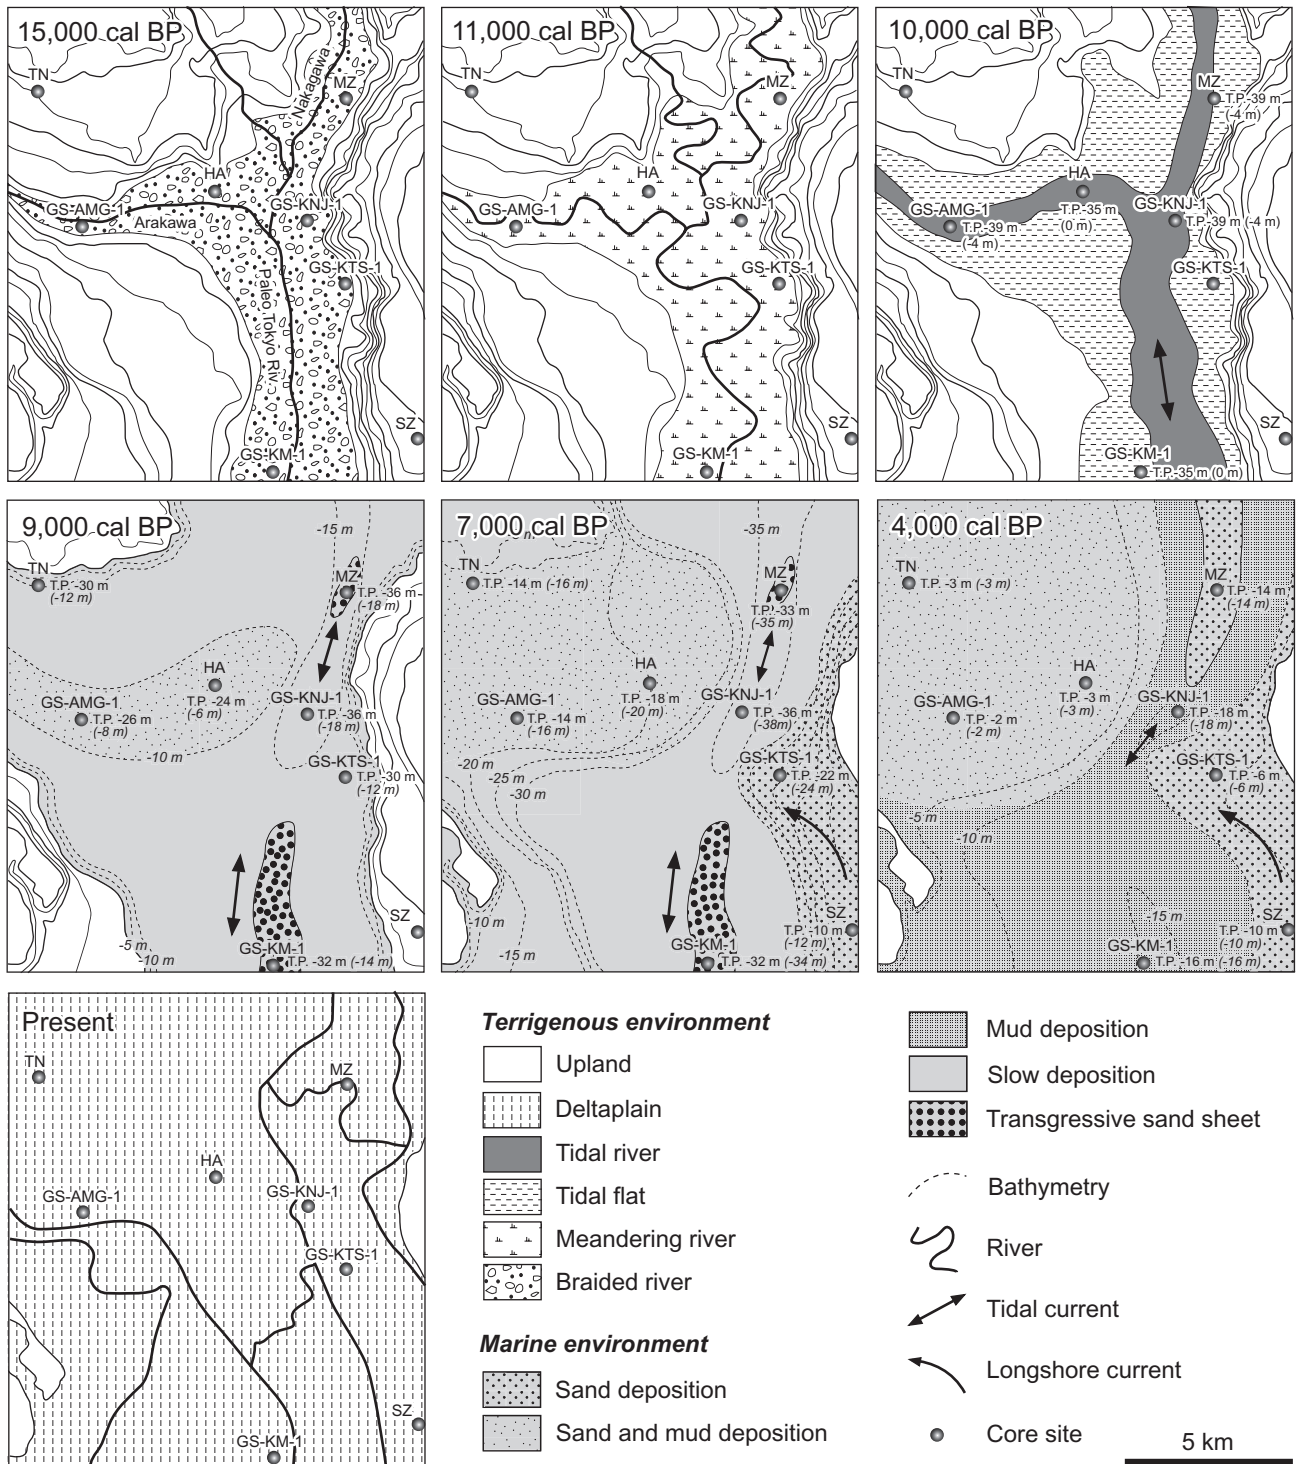 15,000 cal BP
TN
Nakagawa
MZ
HA
GS-AMG-1
GS-KNJ-1
Arakawa
GS-KTS-1
Paleo Tokyo Riv.
SZ
GS-KM-1
11,000 cal BP
TN
MZ
HA
GS-AMG-1
GS-KNJ-1
GS-KTS-1
SZ
GS-KM-1
10,000 cal BP
TN
MZ
T.P.-39 m
(-4 m)
HA
T.P.-35 m
(0 m)
GS-AMG-1
T.P.-39 m
(-4 m)
GS-KNJ-1
T.P.-39 m (-4 m)
GS-KTS-1
SZ
GS-KM-1
T.P.-35 m (0 m)
9,000 cal BP
-15 m
TN
T.P. -30 m
(-12 m)
MZ
T.P. -36 m
(-18 m)
HA
T.P. -24 m
(-6 m)
GS-AMG-1
T.P. -26 m
(-8 m)
GS-KNJ-1
T.P. -36 m
(-18 m)
-10 m
GS-KTS-1
T.P. -30 m
(-12 m)
SZ
-5 m
-10 m
GS-KM-1
T.P. -32 m (-14 m)
7,000 cal BP
-35 m
TN
T.P. -14 m (-16 m)
MZ
T.P. -33 m
(-35 m)
HA
T.P. -18 m
(-20 m)
GS-AMG-1
T.P. -14 m
(-16 m)
GS-KNJ-1
T.P. -36 m
(-38m)
-20 m
-25 m
-30 m
GS-KTS-1
T.P. -22 m
(-24 m)
-10 m
-15 m
SZ
T.P. -10 m
(-12 m)
GS-KM-1
T.P. -32 m (-34 m)
4,000 cal BP
TN
T.P. -3 m (-3 m)
MZ
T.P. -14 m
(-14 m)
HA
T.P. -3 m
(-3 m)
GS-AMG-1
T.P. -2 m
(-2 m)
GS-KNJ-1
T.P. -18 m
(-18 m)
GS-KTS-1
T.P. -6 m
(-6 m)
-5 m
-10 m
-15 m
SZ
T.P. -10 m
(-10 m)
GS-KM-1
T.P. -16 m (-16 m)
Present
TN
MZ
HA
GS-AMG-1
GS-KNJ-1
GS-KTS-1
SZ
GS-KM-1
Terrigenous environment
Upland
Deltaplain
Tidal river
Tidal flat
Meandering river
Braided river
Marine environment
Sand deposition
Sand and mud deposition
Mud deposition
Slow deposition
Transgressive sand sheet
Bathymetry
River
Tidal current
Longshore current
Core site
5 km